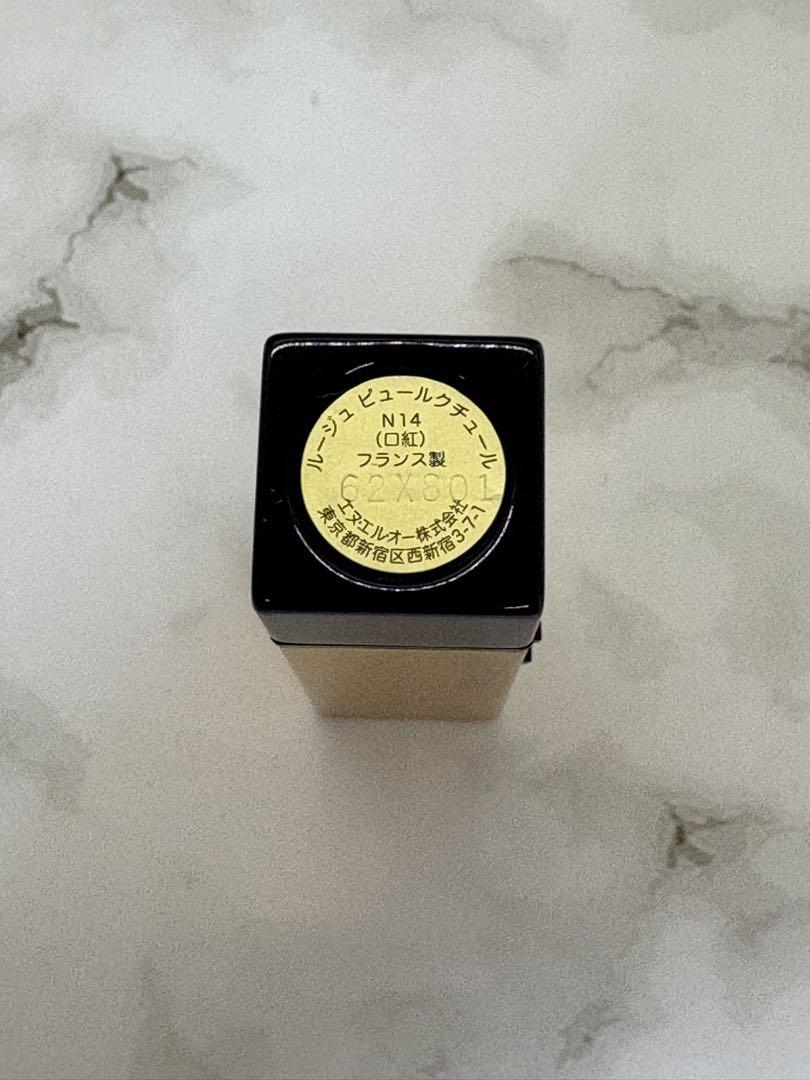 ルージュ ピュールクチュール
N14
(口紅)
フランス製
62X801
エヌ・エル・オー株式会社
東京都新宿区西新宿3-7-1